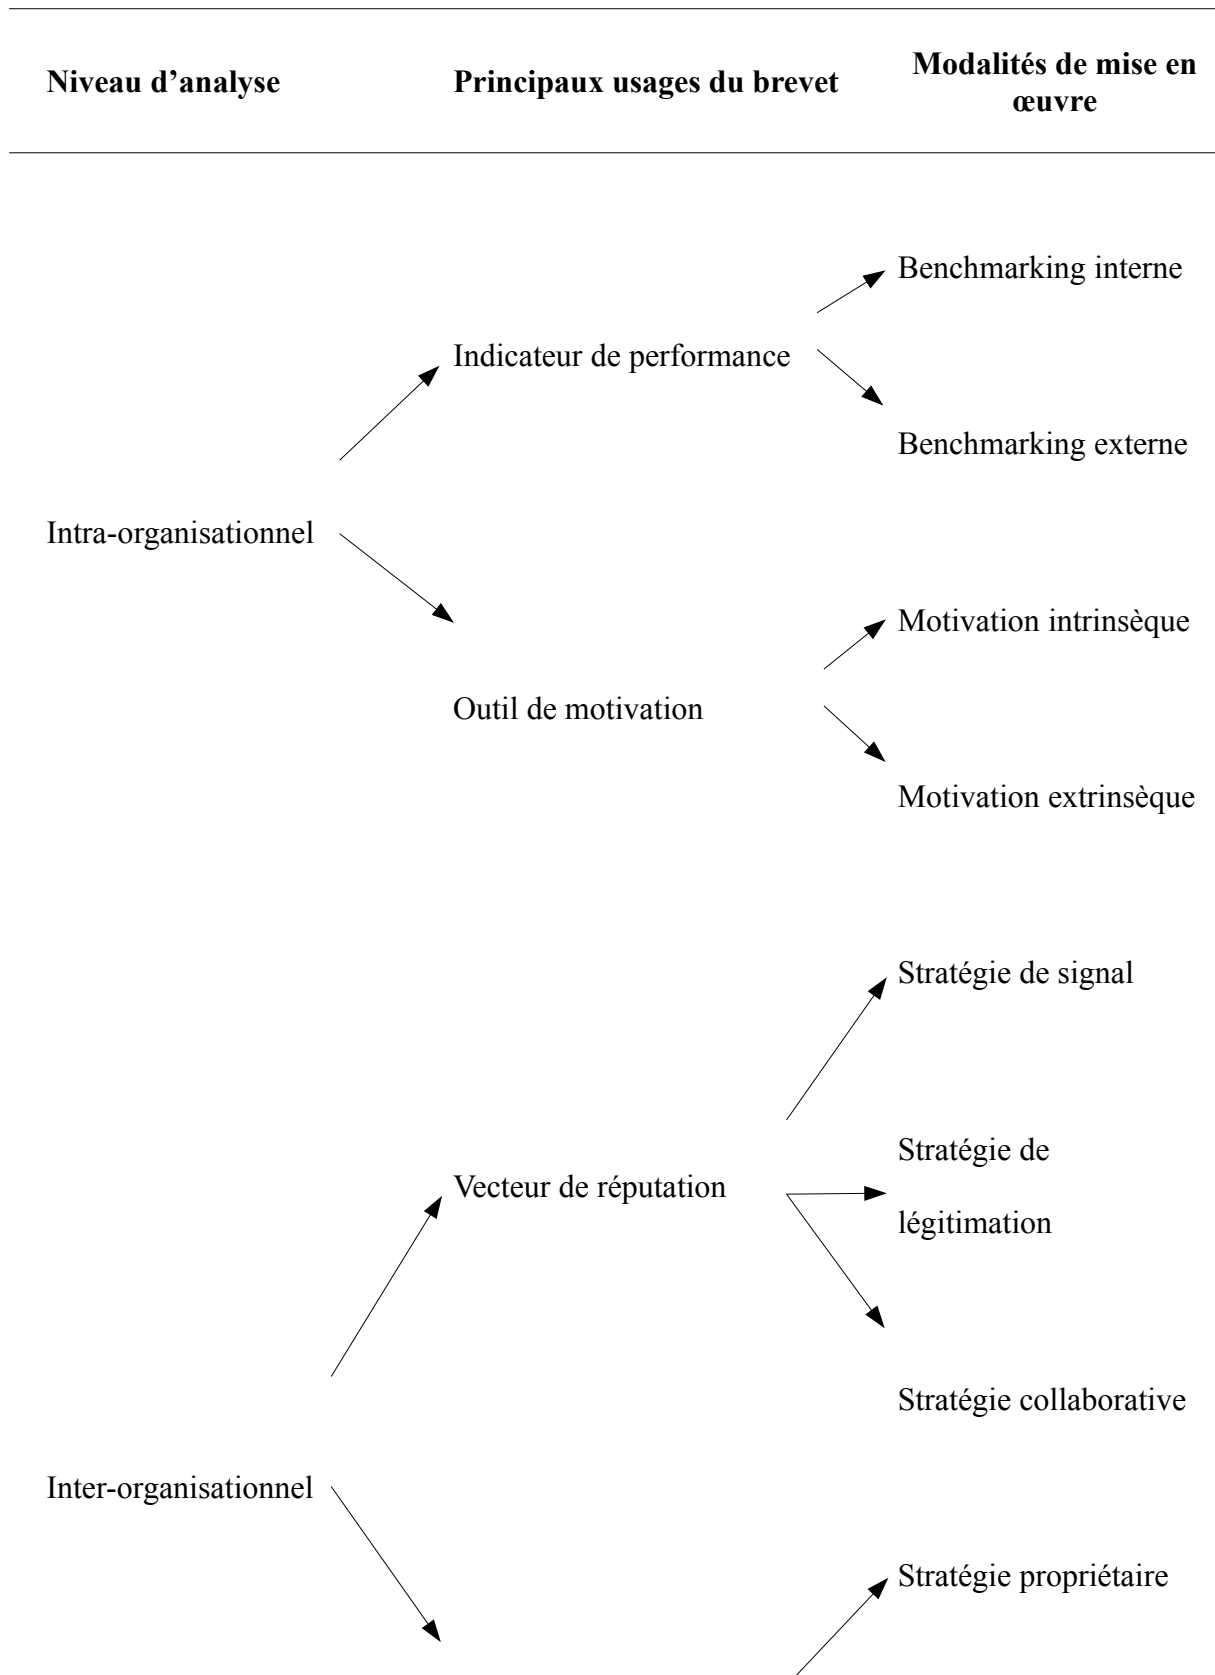 Niveau d’analyse
Principaux usages du brevet
Modalités de mise en
œuvre
Benchmarking interne
Indicateur de performance
Benchmarking externe
Intra-organisationnel
Motivation intrinsèque
Outil de motivation
Motivation extrinsèque
Stratégie de signal
Stratégie de
Vecteur de réputation
légitimation
Stratégie collaborative
Inter-organisationnel
Stratégie propriétaire